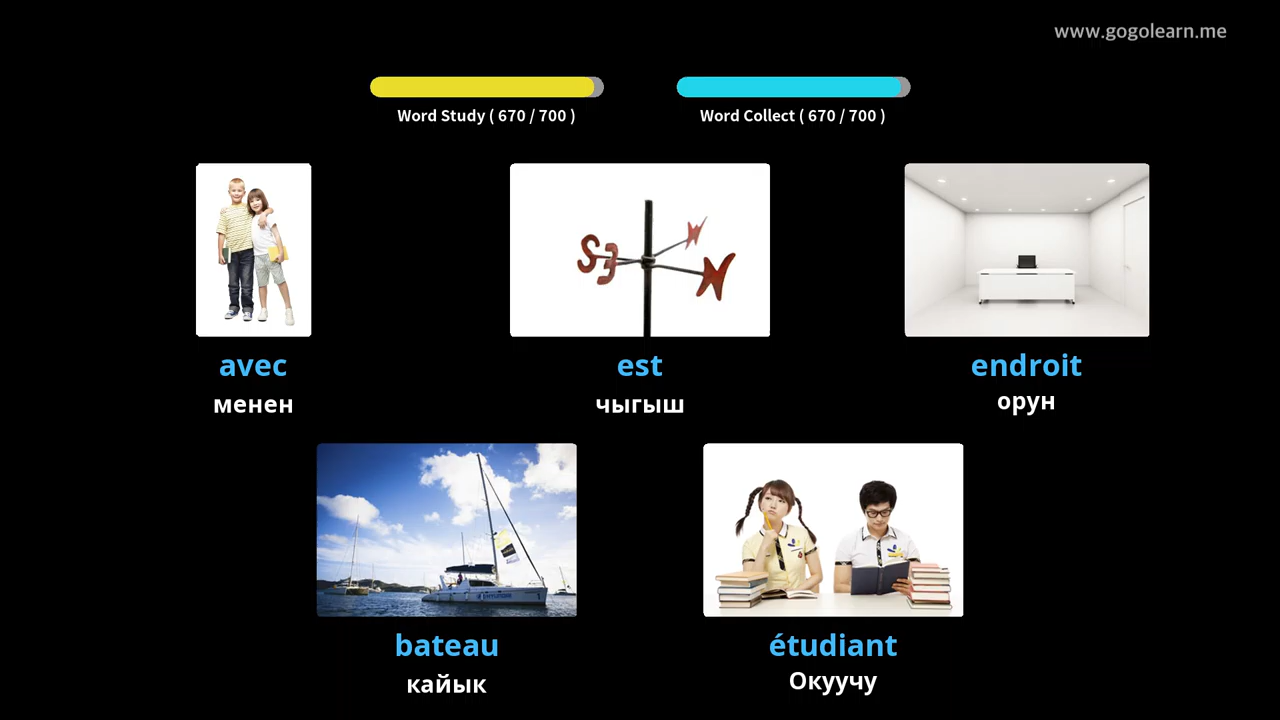 www.gogolearn.me
Word Study ( 670 / 700 )
Word Collect ( 670 / 700 )
S E N W
avec
менен
est
чыгыш
endroit
орун
bateau
кайык
étudiant
Окуучу